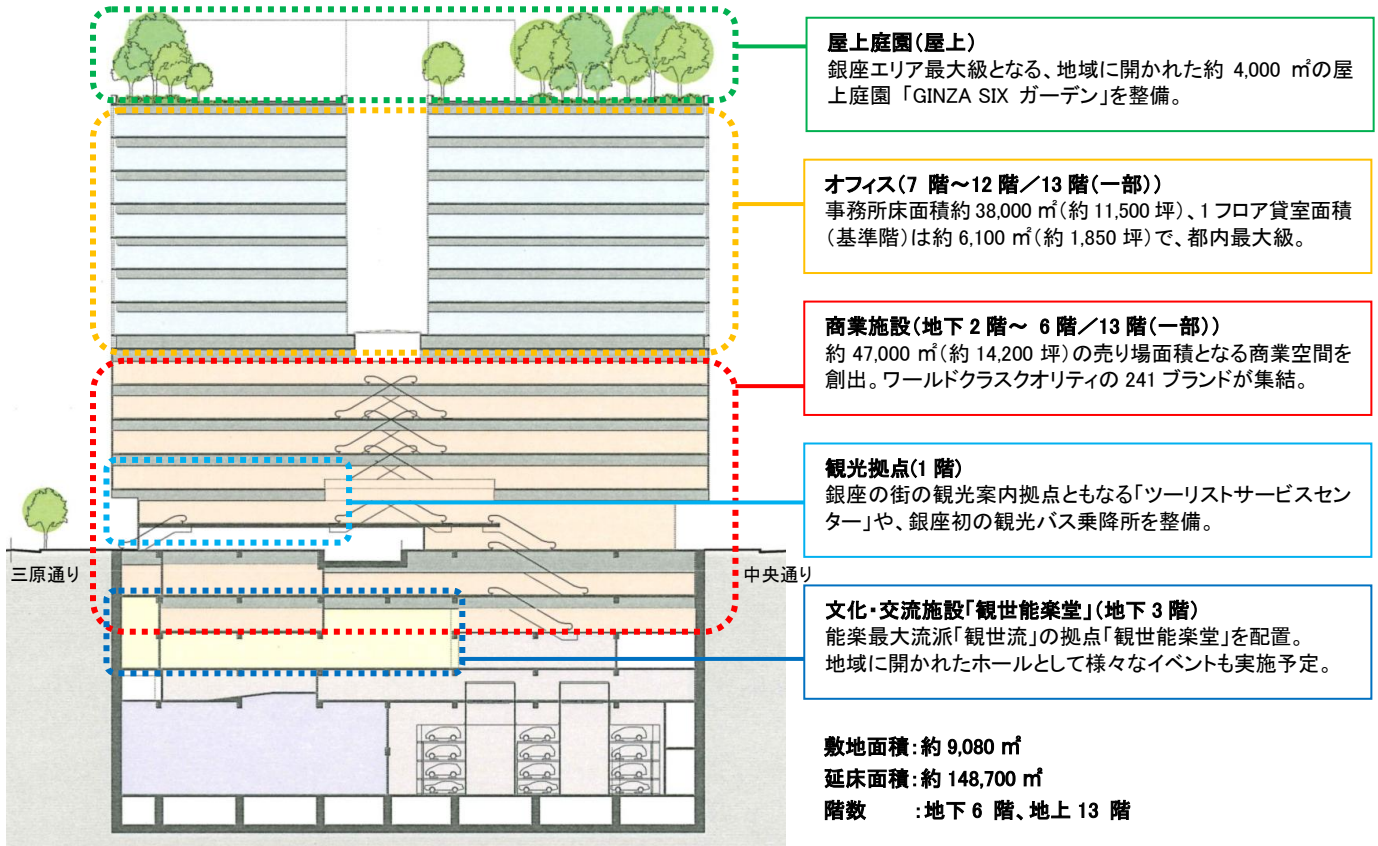 屋上庭園(屋上)
銀座エリア最大級となる、地域に開かれた約 4,000 ㎡の屋
上庭園 「GINZA SIX ガーデン」を整備。
オフィス(7 階～12 階／13 階(一部))
事務所床面積約 38,000 ㎡(約 11,500 坪)、1 フロア貸室面積
(基準階)は約 6,100 ㎡(約 1,850 坪)で、都内最大級。
商業施設(地下 2 階～ 6 階／13 階(一部))
約 47,000 ㎡(約 14,200 坪)の売り場面積となる商業空間を
創出。ワールドクラスクオリティの 241 ブランドが集結。
観光拠点(1 階)
銀座の街の観光案内拠点ともなる「ツーリストサービスセン
ター」や、銀座初の観光バス乗降所を整備。
三原通り
中央通り
文化・交流施設「観世能楽堂」(地下 3 階)
能楽最大流派「観世流」の拠点「観世能楽堂」を配置。
地域に開かれたホールとして様々なイベントも実施予定。
敷地面積：約 9,080 ㎡
延床面積：約 148,700 ㎡
階数　　：地下 6 階、地上 13 階